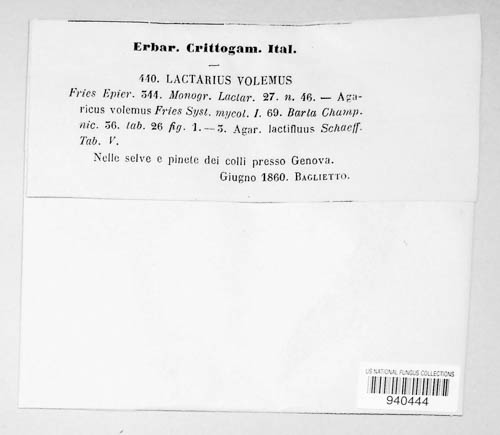 Erbar. Crittogam. Ital.
440. LACTARIUS VOLEMUS
Fries Epier. 344. Monogr. Lactar. 27. n. 46. — Aga-
ricus volemus Fries Syst. mycol. I. 69. Barla Champ.
nic. 36. tab. 26 fig. 1. — 3. Agar. lactifluus Schaeff.
Tab. V.
Nelle selve e pinete dei colli presso Genova.
Giugno 1860. BAGLIETTO.
US NATIONAL FUNGUS COLLECTIONS
940444